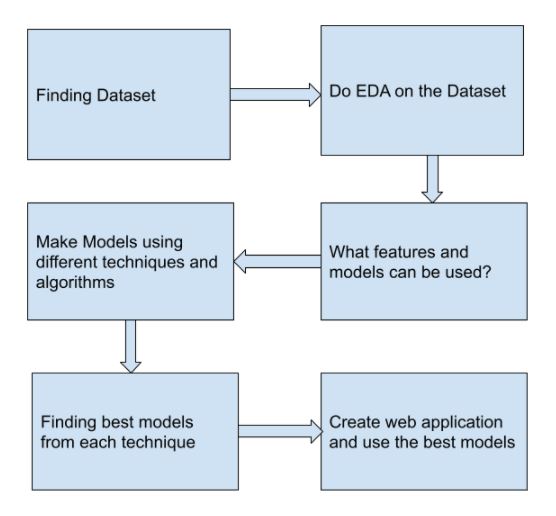 Finding Dataset
Do EDA on the Dataset
What features and
models can be used?
Make Models using
different techniques and
algorithms
Finding best models
from each technique
Create web application
and use the best models